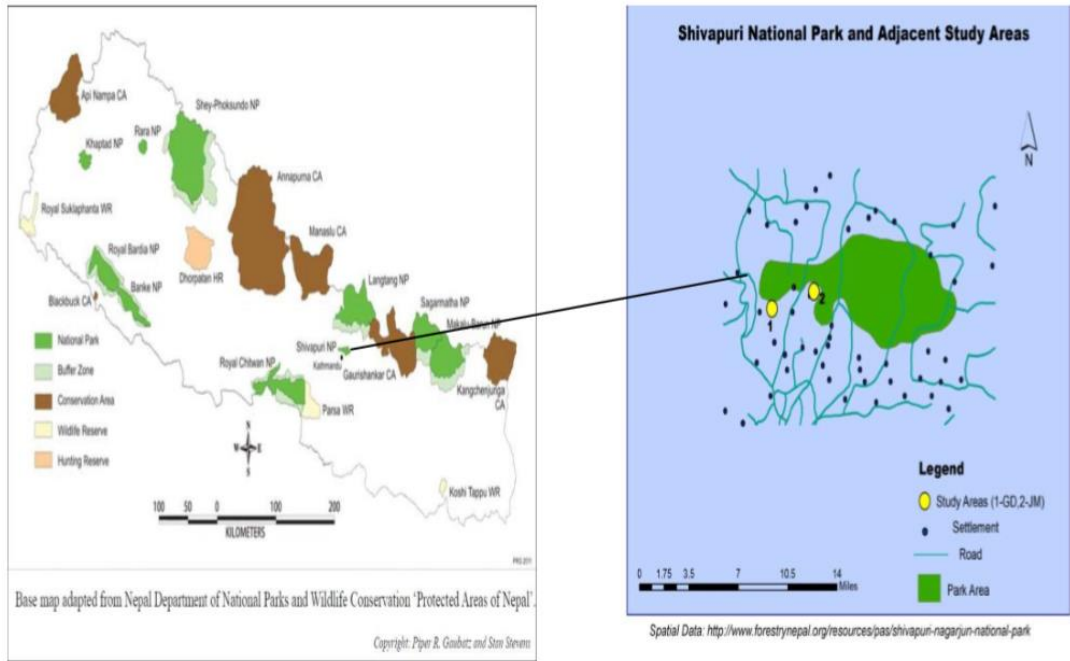 Api Nampa CA
Shey-Phoksundo NP
Khaptad NP
Rara NP
Annapurna CA
Royal Suklaphanta WR
Manaslu CA
Royal Bardia NP
Dhorpatan HR
Banke NP
Langtang NP
Blackbuck CA
Sagarmatha NP
Makalu-Barun NP
Shivapuri NP
Kathmandu
Royal Chitwan NP
Gaurishankar CA
Kangchenjunga
CA
Parsa WR
Koshi Tappu WR
National Park
Buffer Zone
Conservation Area
Wildlife Reserve
Hunting Reserve
N
W E
S
100 50 0 100 200
KILOMETERS
PRG 2011
Base map adapted from Nepal Department of National Parks and Wildlife Conservation 'Protected Areas of Nepal'.
Copyright: Piper R. Gaubatz and Stan Stevens
Shivapuri National Park and Adjacent Study Areas
N
2
1
Legend
Study Areas (1-GD,2-JM)
Settlement
Road
Park Area
0 1.75 3.5 7 10.5 14
Miles
Spatial Data: http://www.forestrynepal.org/resources/pas/shivapuri-nagarjun-national-park